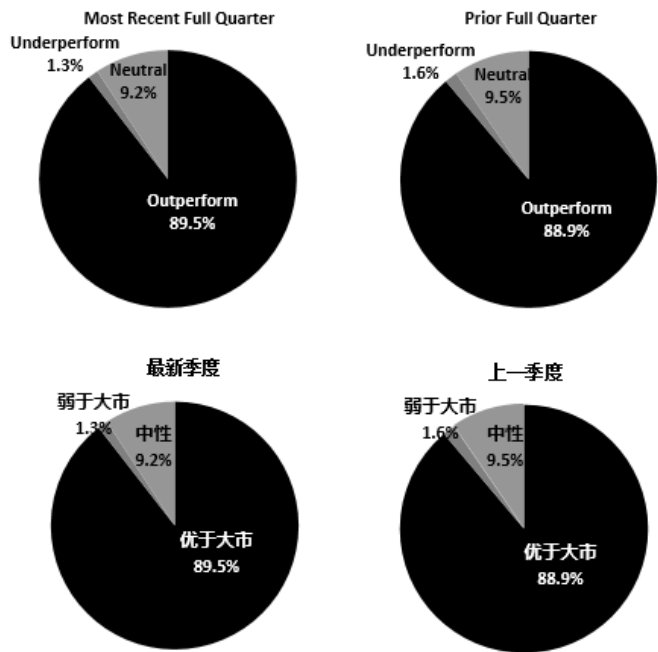 Most Recent Full Quarter
Underperform
1.3%
Neutral
9.2%
Outperform
89.5%
Prior Full Quarter
Underperform
1.6%
Neutral
9.5%
Outperform
88.9%
最新季度
弱于大市
1.3%
中性
9.2%
优于大市
89.5%
上一季度
弱于大市
1.6%
中性
9.5%
优于大市
88.9%